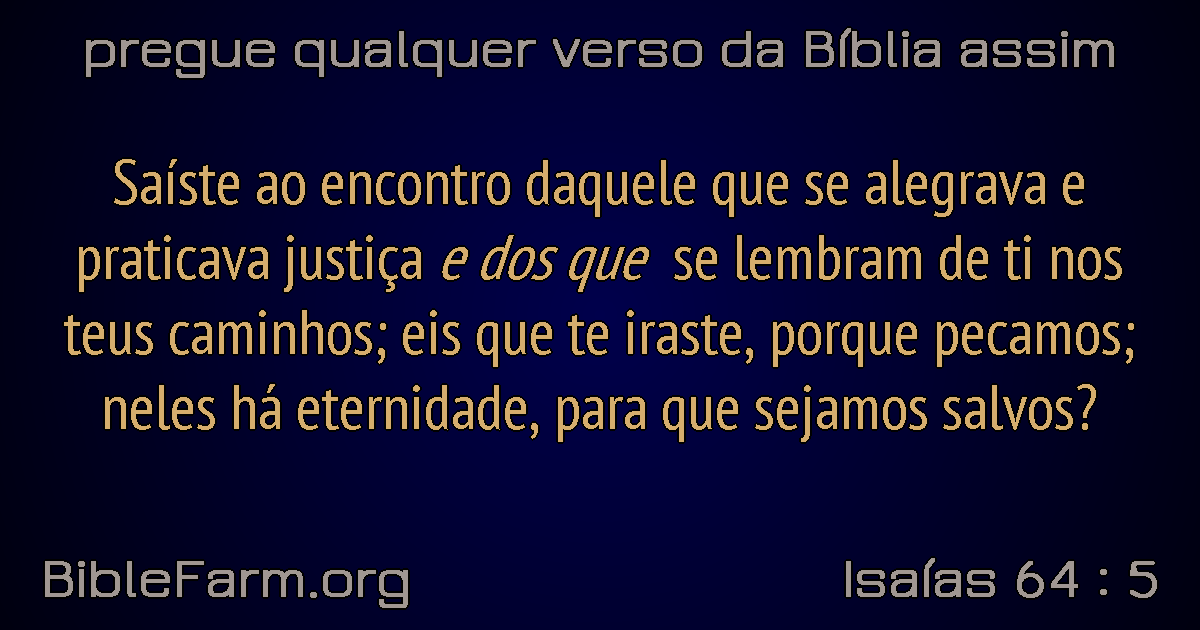 pregue qualquer verso da Bíblia assim
Saíste ao encontro daquele que se alegrava e
praticava justiça e dos que se lembram de ti nos
teus caminhos; eis que te iraste, porque pecamos;
neles há eternidade, para que sejamos salvos?
BibleFarm.org
Isaías 64 : 5